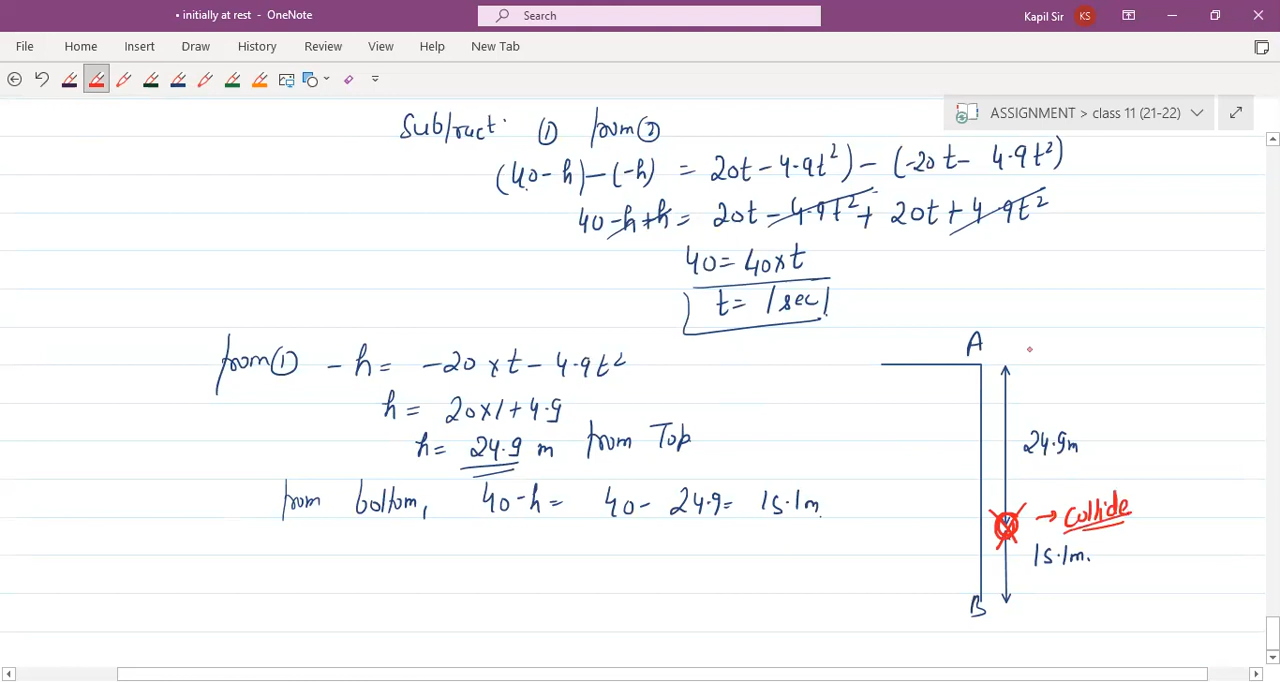 initially at rest - OneNote
Search
Kapil Sir
KS
File Home Insert Draw History Review View Help New Tab
ASSIGNMENT > class 11 (21-22)
Subtract ① from ②
(40-h)-(-h) = 20t-4.9t²)-(-20t-4.9t²)
40-h+h = 20t-4.9t²+20t+4.9t²
40 = 40×t
t = 1sec
from ① -h = -20×t-4.9t²
h = 20×1+4.9
h = 24.9 m from Top
from bottom, 40-h = 40-24.9 = 15.1m.
A
24.9m
→ Collide
15.1m.
B